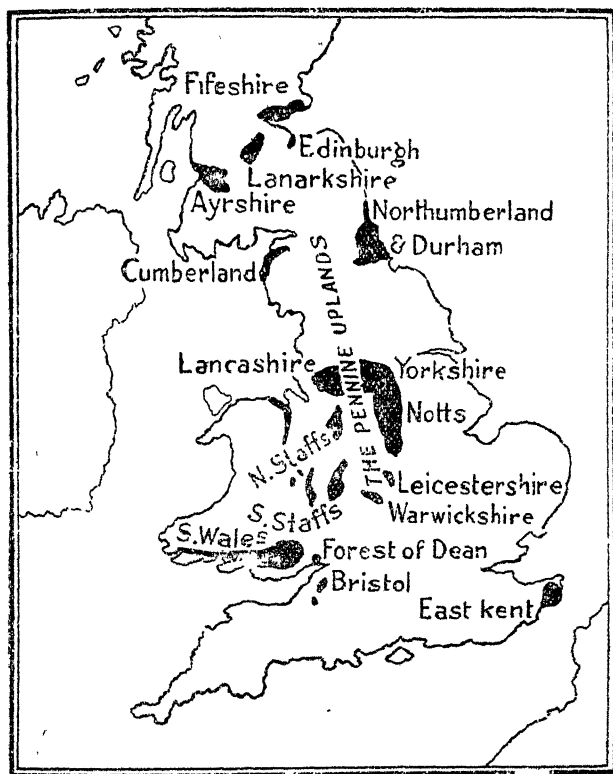 Fifeshire
Edinburgh
Lanarkshire
Ayrshire
Northumberland
& Durham
Cumberland
THE PENNINE UPLANDS
Lancashire
Yorkshire
Notts
N. Staffs
Leicestershire
S. Staffs
Warwickshire
S. Wales
Forest of Dean
Bristol
East kent